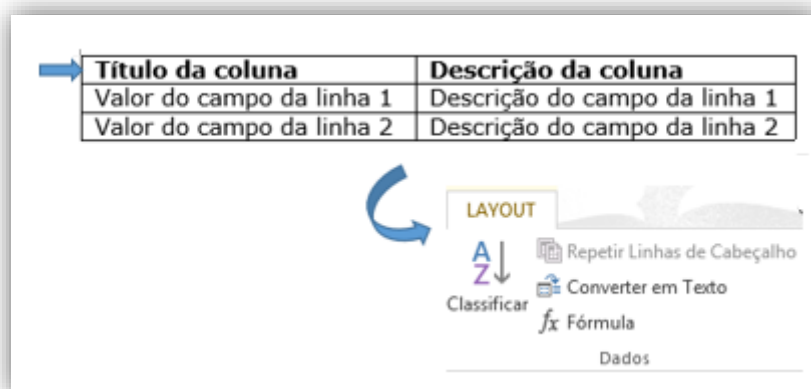 Título da coluna Descrição da coluna
Valor do campo da linha 1 Descrição do campo da linha 1
Valor do campo da linha 2 Descrição do campo da linha 2
LAYOUT
A
Z
Classificar
Repetir Linhas de Cabeçalho
Converter em Texto
fx Fórmula
Dados